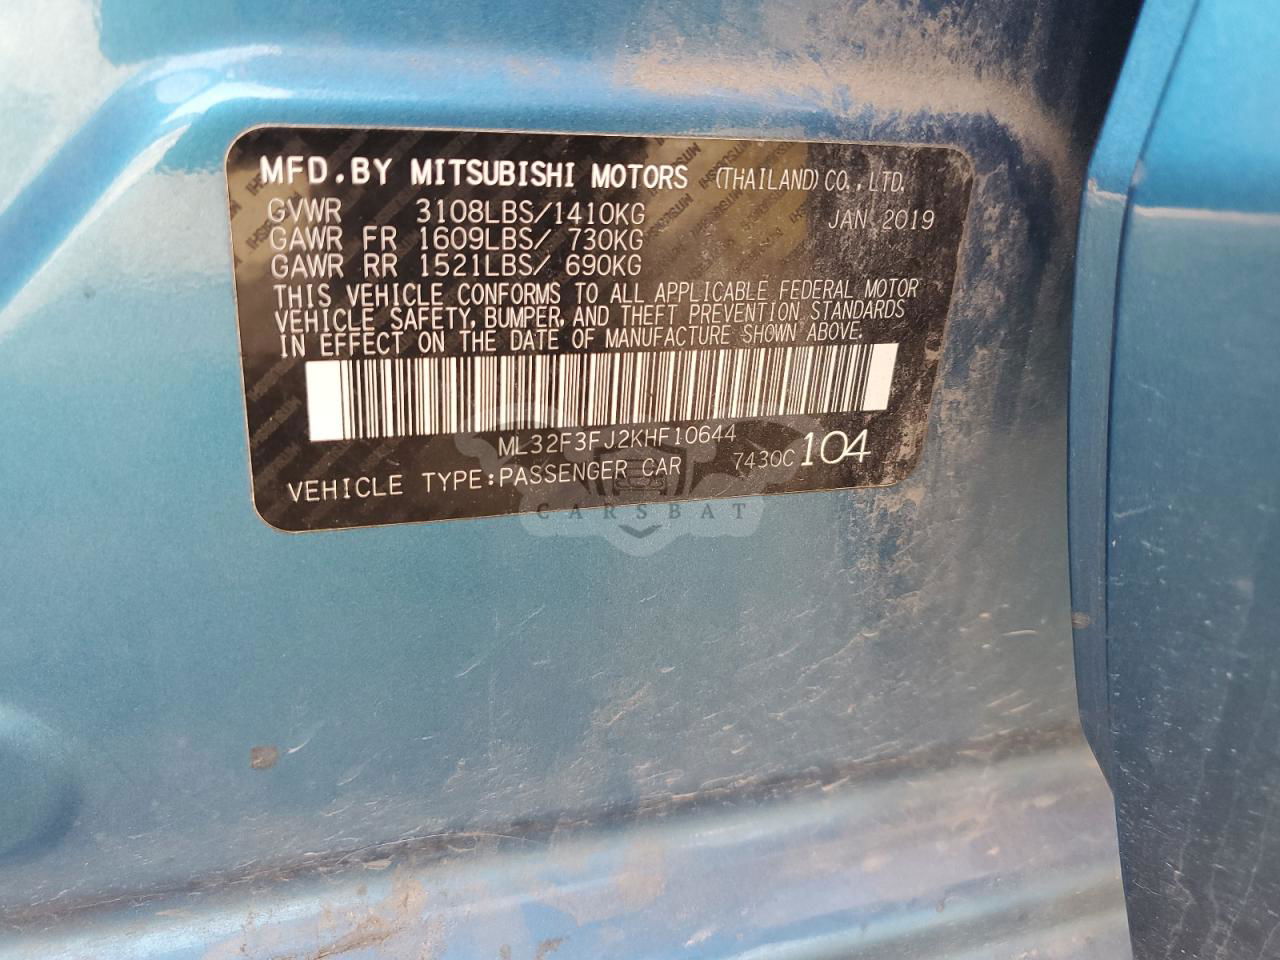 MFD.BY MITSUBISHI MOTORS (THAILAND) CO.,LTD.
GVWR 3108LBS/1410KG JAN 2019
GAWR FR 1609LBS/ 730KG
GAWR RR 1521LBS/ 690KG
THIS VEHICLE CONFORMS TO ALL APPLICABLE FEDERAL MOTOR
VEHICLE SAFETY, BUMPER, AND THEFT PREVENTION STANDARDS
IN EFFECT ON THE DATE OF MANUFACTURE SHOWN ABOVE.
ML32F3FJ2KHF10644
VEHICLE TYPE:PASSENGER CAR 7430C 104
CARSBAT